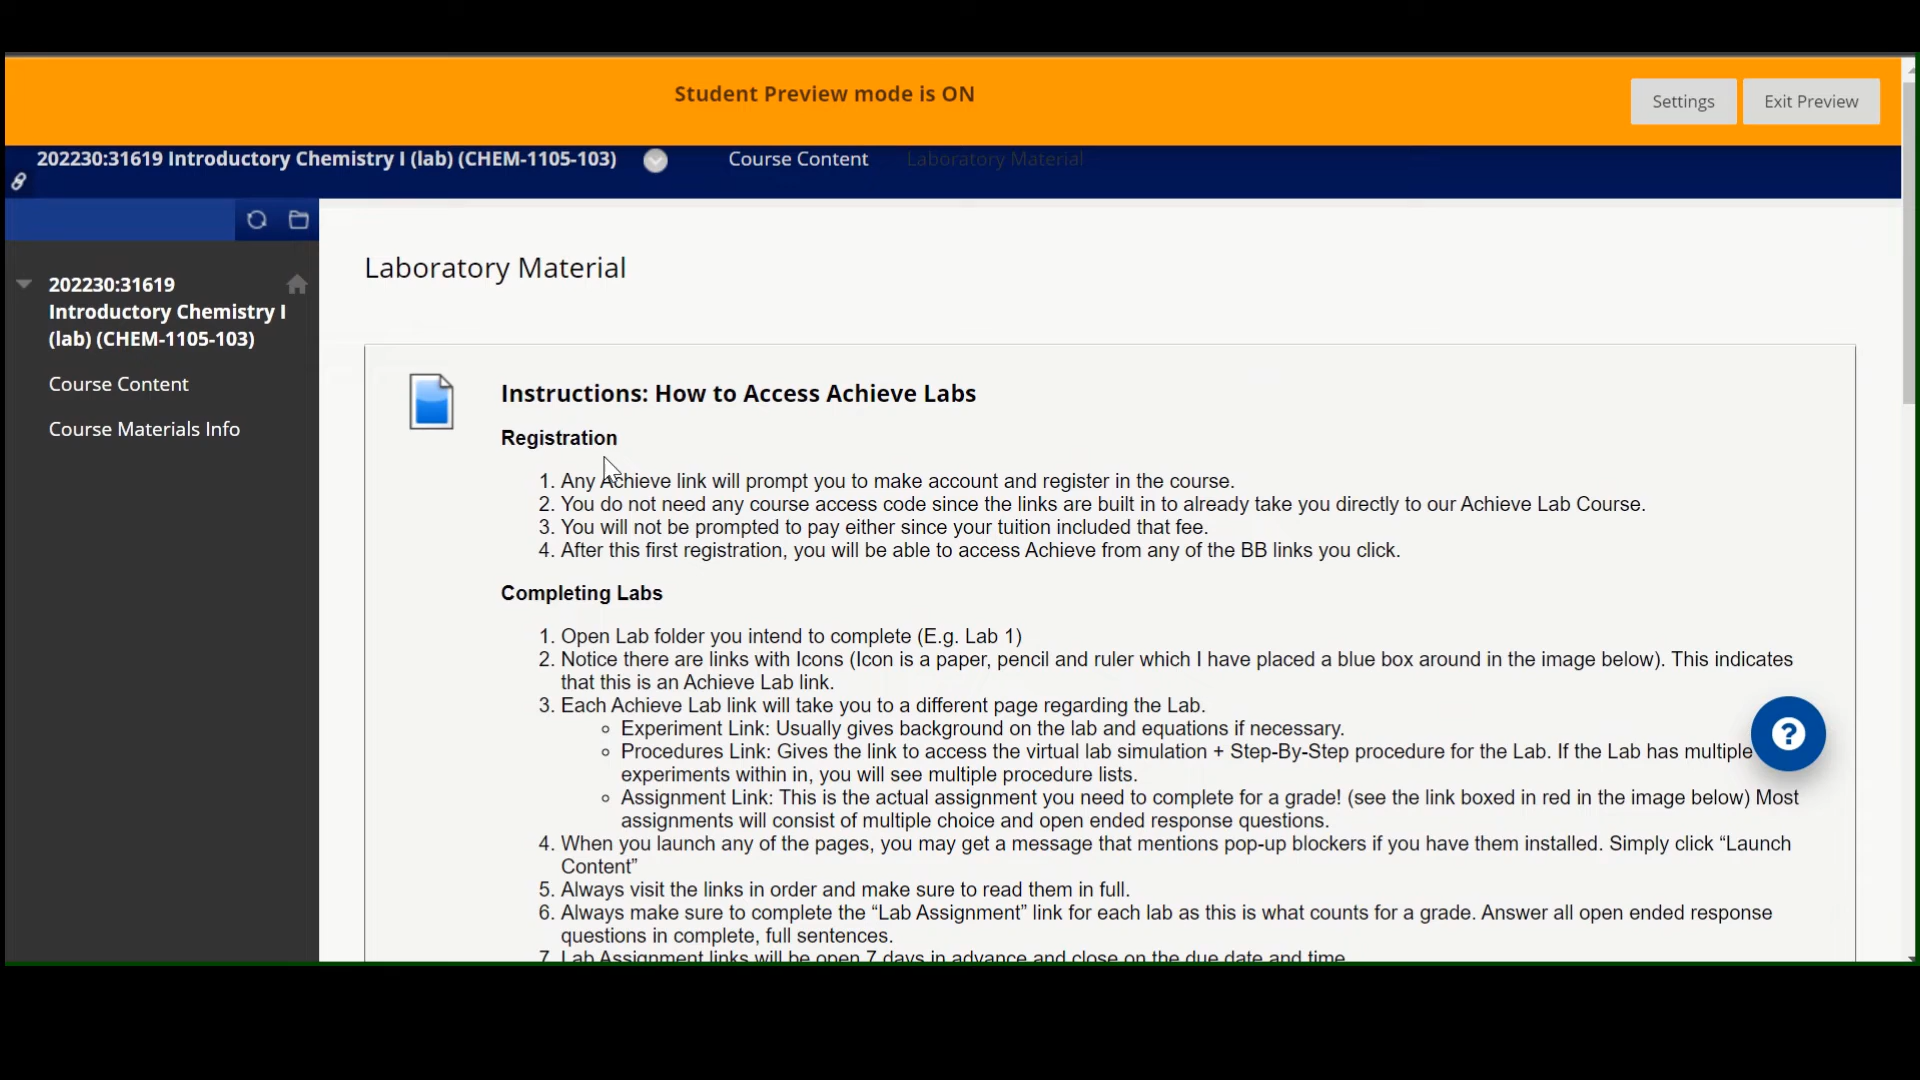 Student Preview mode is ON
Settings
Exit Preview
202230:31619 Introductory Chemistry I (lab) (CHEM-1105-103)
Course Content
Laboratory Material
202230:31619
Introductory Chemistry I
(lab) (CHEM-1105-103)
Course Content
Course Materials Info
Laboratory Material
Instructions: How to Access Achieve Labs
Registration
1. Any Achieve link will prompt you to make account and register in the course.
2. You do not need any course access code since the links are built in to already take you directly to our Achieve Lab Course.
3. You will not be prompted to pay either since your tuition included that fee.
4. After this first registration, you will be able to access Achieve from any of the BB links you click.
Completing Labs
1. Open Lab folder you intend to complete (E.g. Lab 1)
2. Notice there are links with Icons (Icon is a paper, pencil and ruler which I have placed a blue box around in the image below). This indicates
that this is an Achieve Lab link.
3. Each Achieve Lab link will take you to a different page regarding the Lab.
Experiment Link: Usually gives background on the lab and equations if necessary.
Procedures Link: Gives the link to access the virtual lab simulation + Step-By-Step procedure for the Lab. If the Lab has multiple
experiments within in, you will see multiple procedure lists.
Assignment Link: This is the actual assignment you need to complete for a grade! (see the link boxed in red in the image below) Most
assignments will consist of multiple choice and open ended response questions.
4. When you launch any of the pages, you may get a message that mentions pop-up blockers if you have them installed. Simply click “Launch
Content”
5. Always visit the links in order and make sure to read them in full.
6. Always make sure to complete the “Lab Assignment” link for each lab as this is what counts for a grade. Answer all open ended response
questions in complete, full sentences.
7. Lab Assignment links will be open 7 days in advance and close on the due date and time